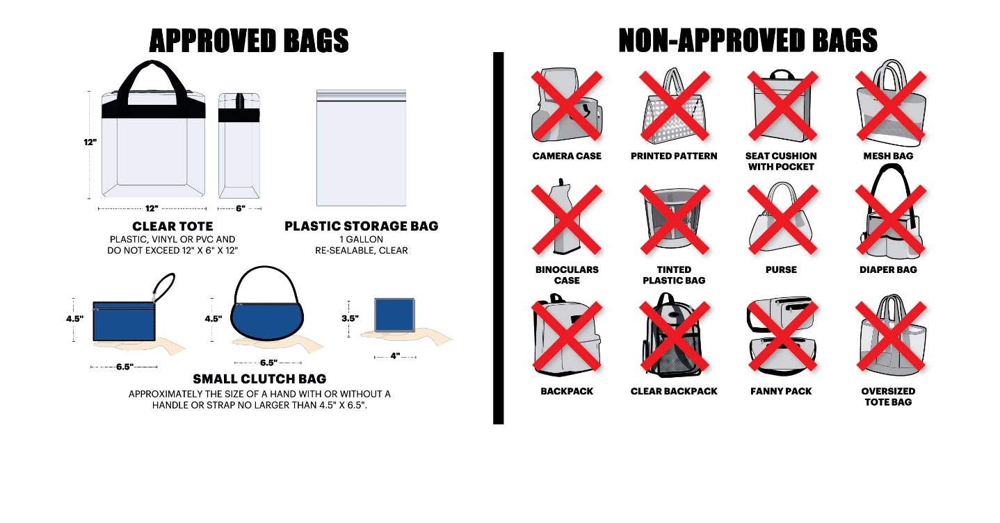 APPROVED BAGS
12"
12"
6"
CLEAR TOTE
PLASTIC, VINYL OR PVC AND
DO NOT EXCEED 12" X 6" X 12"
PLASTIC STORAGE BAG
1 GALLON
RE-SEALABLE, CLEAR
4.5"
6.5"
4.5"
6.5"
3.5"
4"
SMALL CLUTCH BAG
APPROXIMATELY THE SIZE OF A HAND WITH OR WITHOUT A
HANDLE OR STRAP NO LARGER THAN 4.5" X 6.5".
NON-APPROVED BAGS
CAMERA CASE
PRINTED PATTERN
SEAT CUSHION
WITH POCKET
MESH BAG
BINOCULARS
CASE
TINTED
PLASTIC BAG
PURSE
DIAPER BAG
BACKPACK
CLEAR BACKPACK
FANNY PACK
OVERSIZED
TOTE BAG